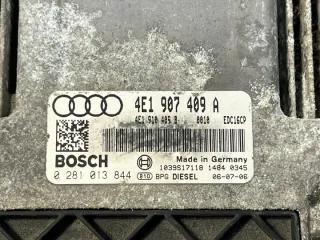 4E1 907 409 A
4E1 910 409 B 0010 EDC16CP
BOSCH
Made in Germany
1039S17118 1484 0345
0 281 013 844 B10 BPG DIESEL 06-07-06